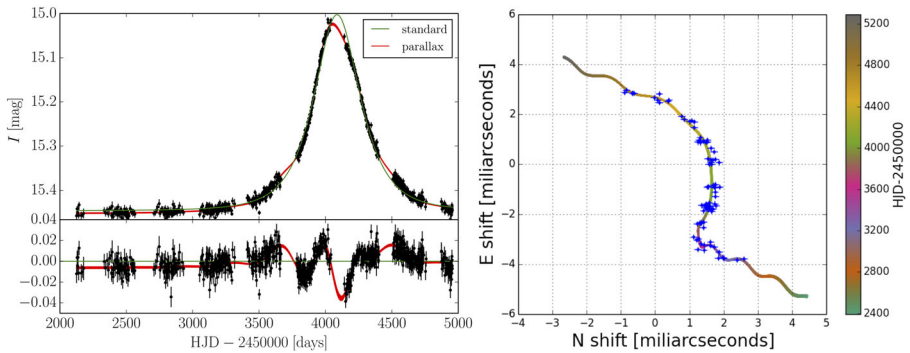 15.0
15.1
15.2
15.3
15.4
I [mag]
standard
parallax
0.04
0.02
0.00
−0.02
−0.04
2000 2500 3000 3500 4000 4500 5000
HJD − 2450000 [days]
6
4
2
0
−2
−4
−6
E shift [miliarcseconds]
−4 −3 −2 −1 0 1 2 3 4 5
N shift [miliarcseconds]
5200
4800
4400
4000
3600
3200
2800
2400
HJD-2450000